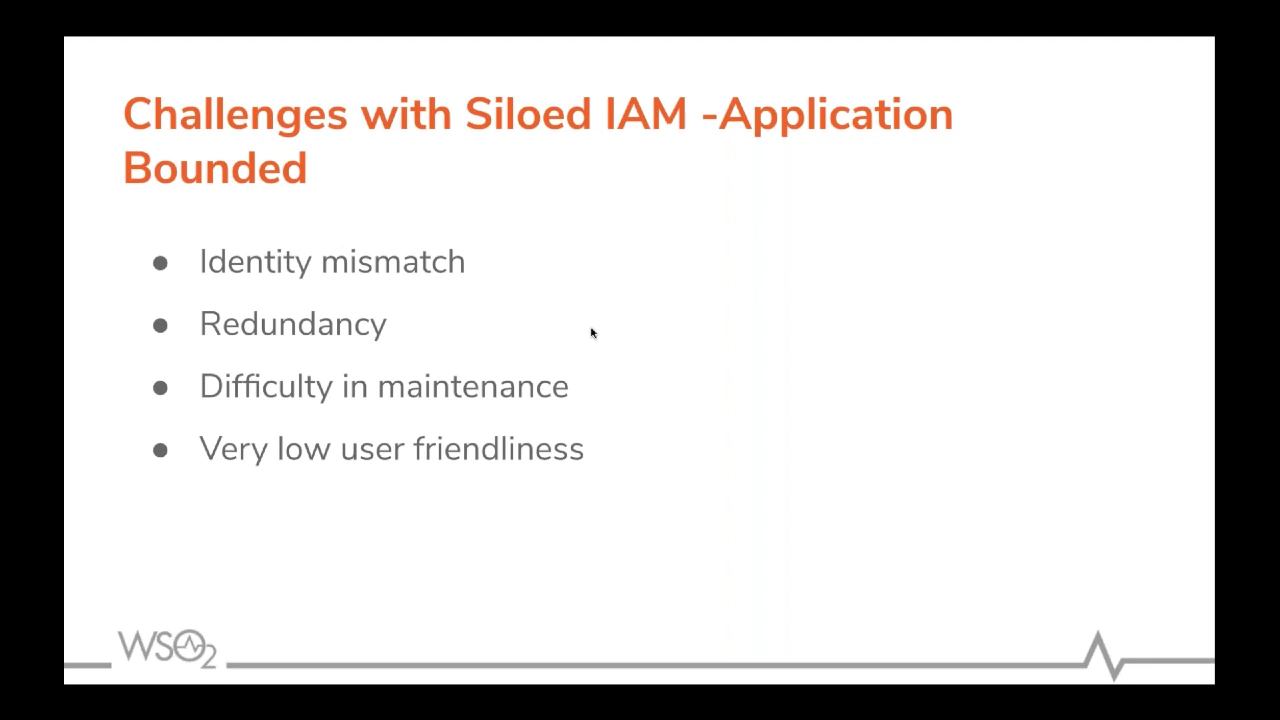 Challenges with Siloed IAM -Application
Bounded
● Identity mismatch
● Redundancy
● Difficulty in maintenance
● Very low user friendliness
WSO2